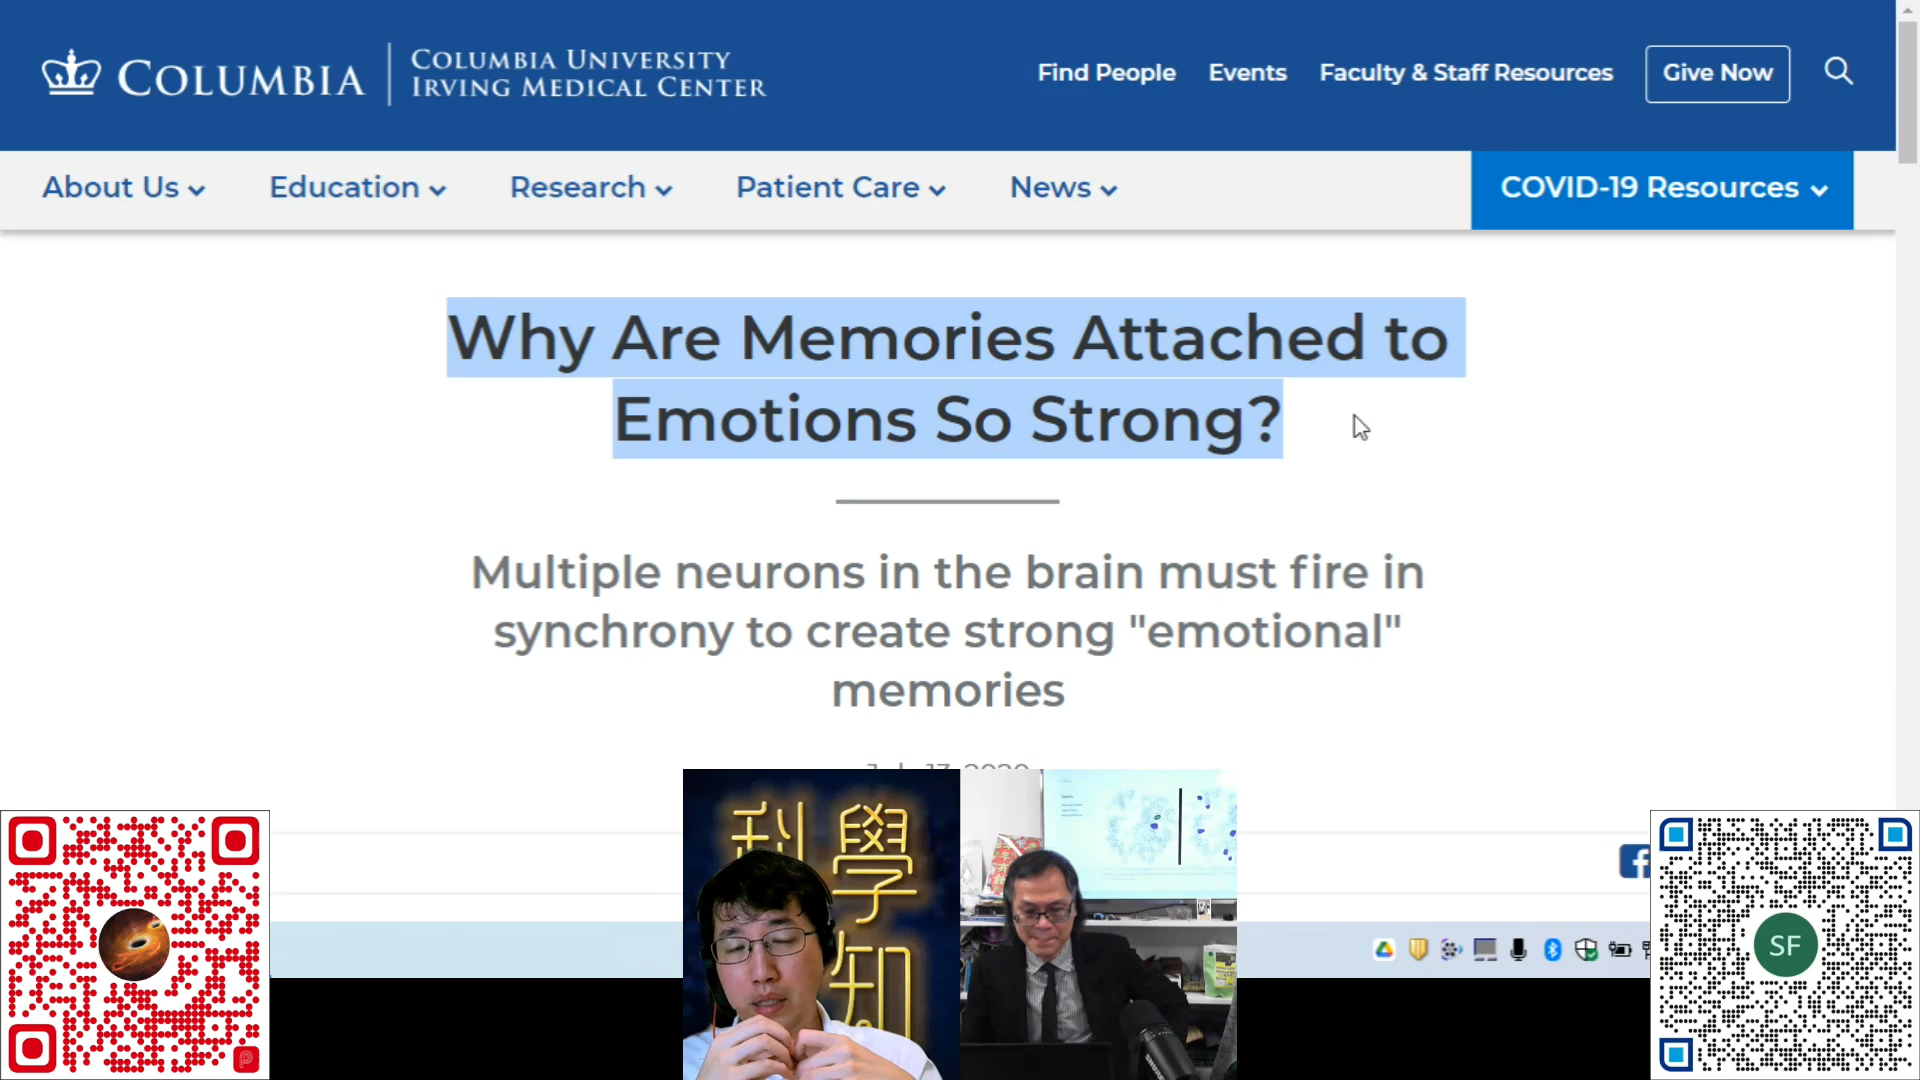 COLUMBIA
COLUMBIA UNIVERSITY
IRVING MEDICAL CENTER
Find People
Events
Faculty & Staff Resources
Give Now
About Us
Education
Research
Patient Care
News
COVID-19 Resources
Why Are Memories Attached to
Emotions So Strong?
Multiple neurons in the brain must fire in
synchrony to create strong "emotional"
memories
科學
知
SF